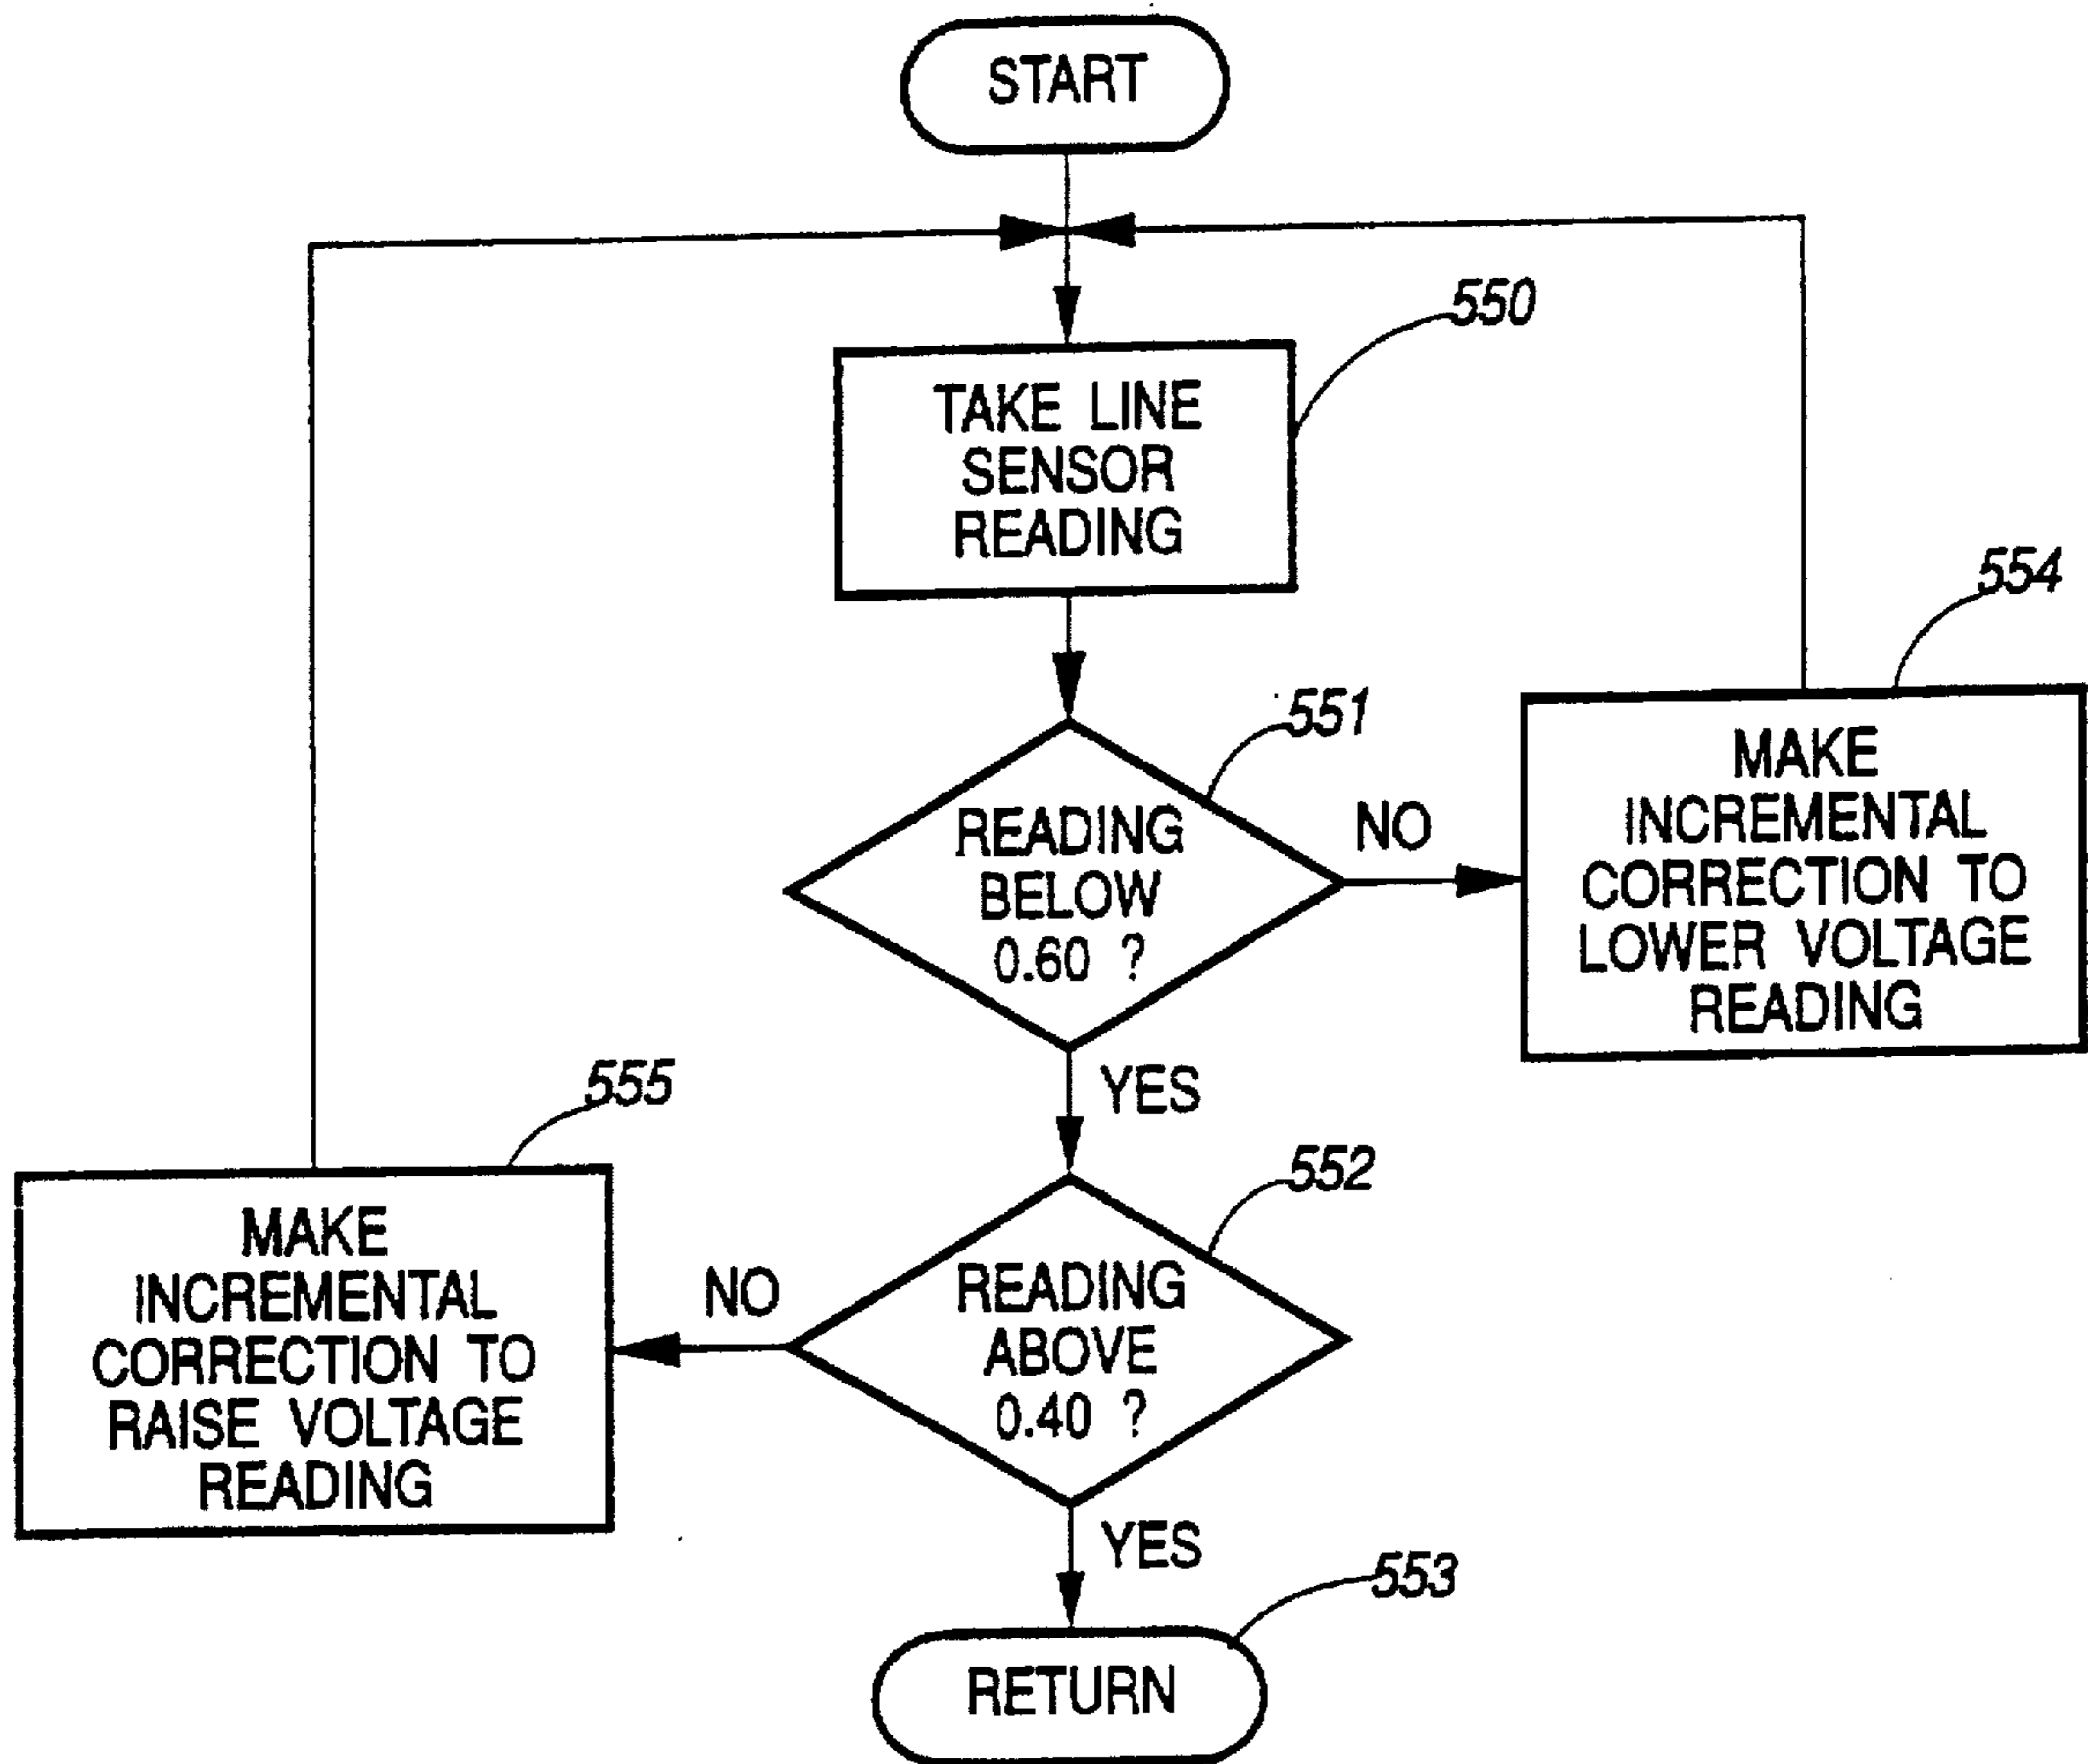 START
550
TAKE LINE
SENSOR
READING
554
551
MAKE
INCREMENTAL
CORRECTION TO
LOWER VOLTAGE
READING
READING
BELOW
0.60 ?
NO
YES
555
552
MAKE
INCREMENTAL
CORRECTION TO
RAISE VOLTAGE
READING
NO
READING
ABOVE
0.40 ?
YES
553
RETURN